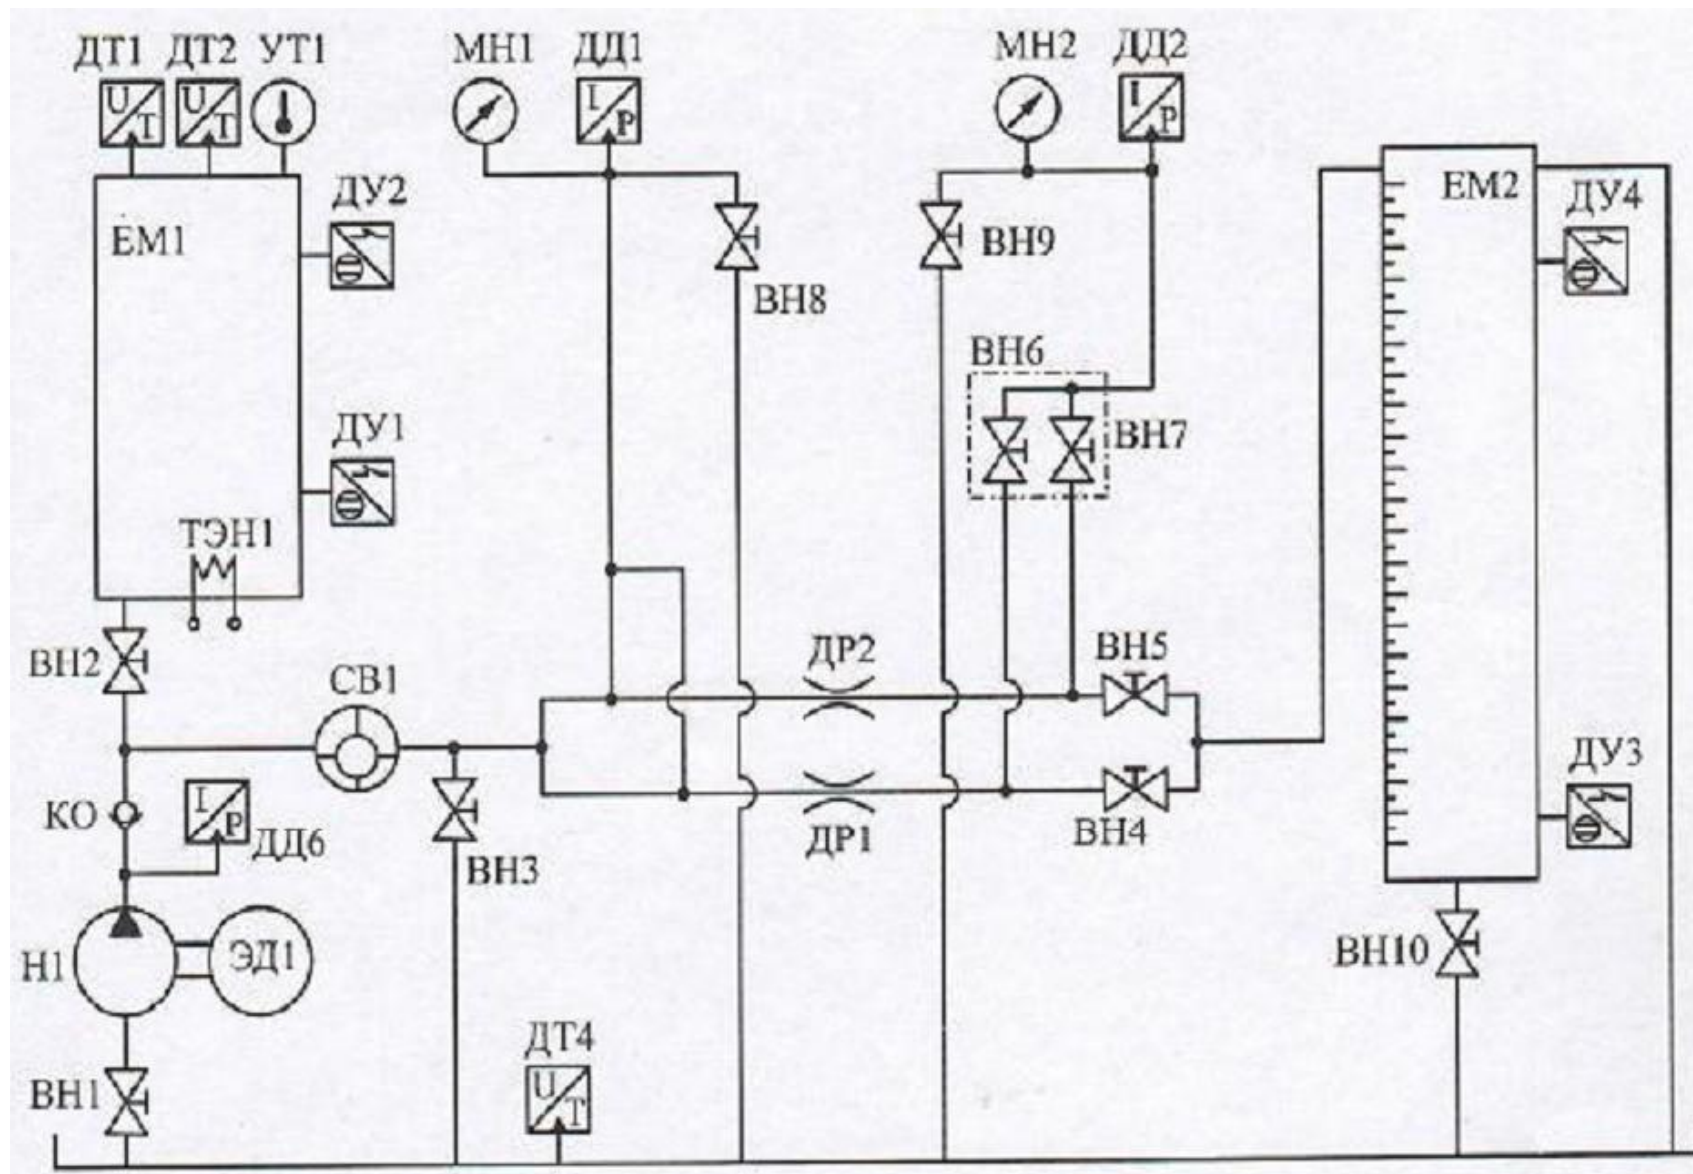 ДТ1 ДТ2 УТ1 МН1 ДД1 МН2 ДД2
U/T U/T I/P I/P
ЕМ1 ДУ2 ЕМ2 ДУ4
ВН8 ВН9
ВН6
ДУ1 ВН7
ТЭН1
ВН2 СВ1 ДР2 ВН5
ДУ3
КО I/P ДД6 ДР1 ВН4
ВН3
Н1 ЭД1 ВН10
ДТ4
ВН1 U/T